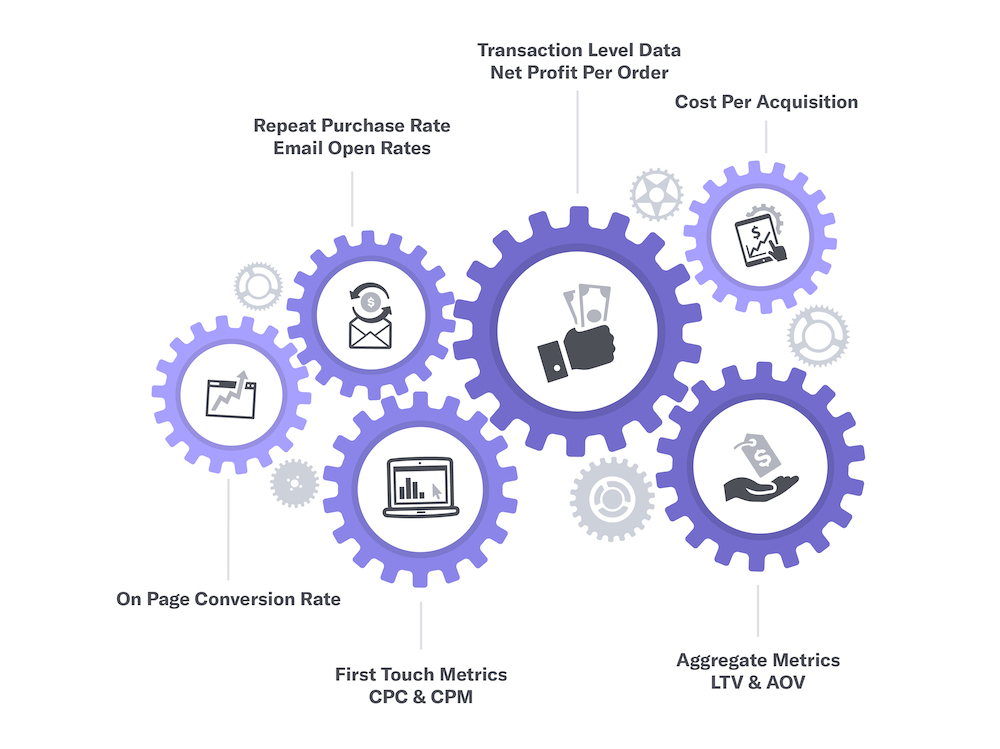 Transaction Level Data
Net Profit Per Order
Cost Per Acquisition
Repeat Purchase Rate
Email Open Rates
On Page Conversion Rate
First Touch Metrics
CPC & CPM
Aggregate Metrics
LTV & AOV
$
$
$